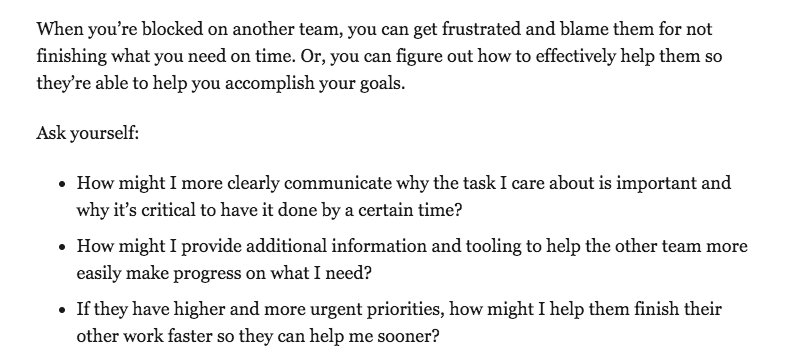 When you’re blocked on another team, you can get frustrated and blame them for not
finishing what you need on time. Or, you can figure out how to effectively help them so
they’re able to help you accomplish your goals.
Ask yourself:
• How might I more clearly communicate why the task I care about is important and
why it’s critical to have it done by a certain time?
• How might I provide additional information and tooling to help the other team more
easily make progress on what I need?
• If they have higher and more urgent priorities, how might I help them finish their
other work faster so they can help me sooner?